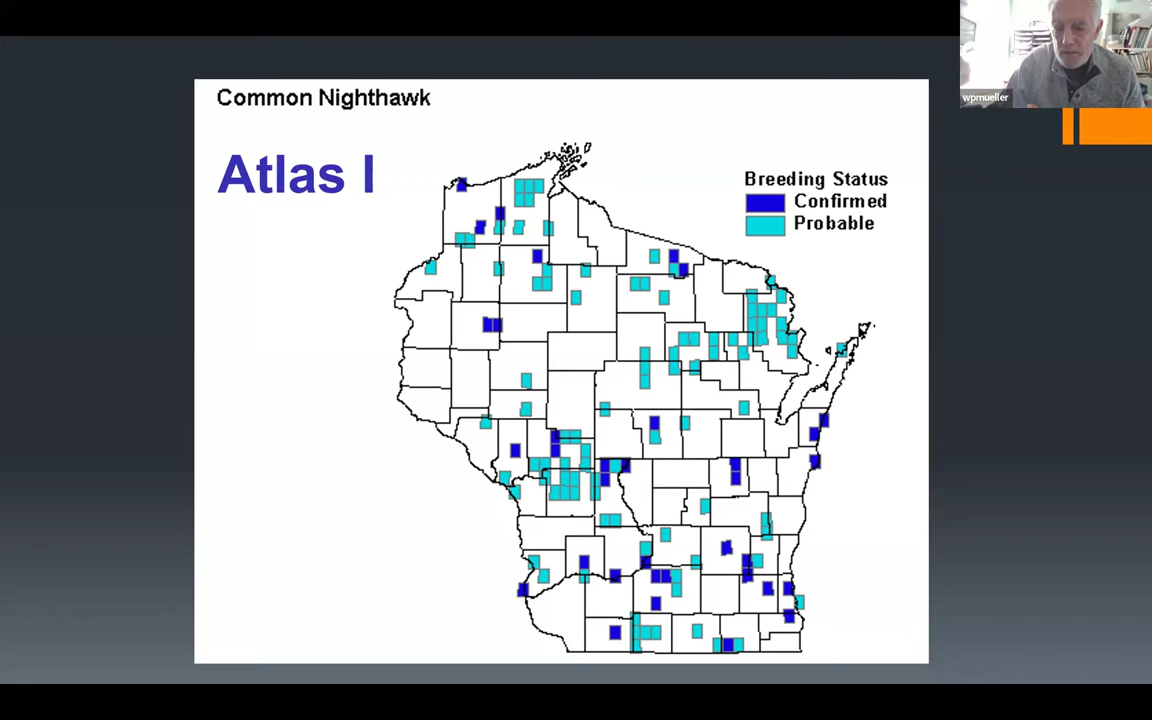 Common Nighthawk
Atlas I
Breeding Status
Confirmed
Probable
wpmueller